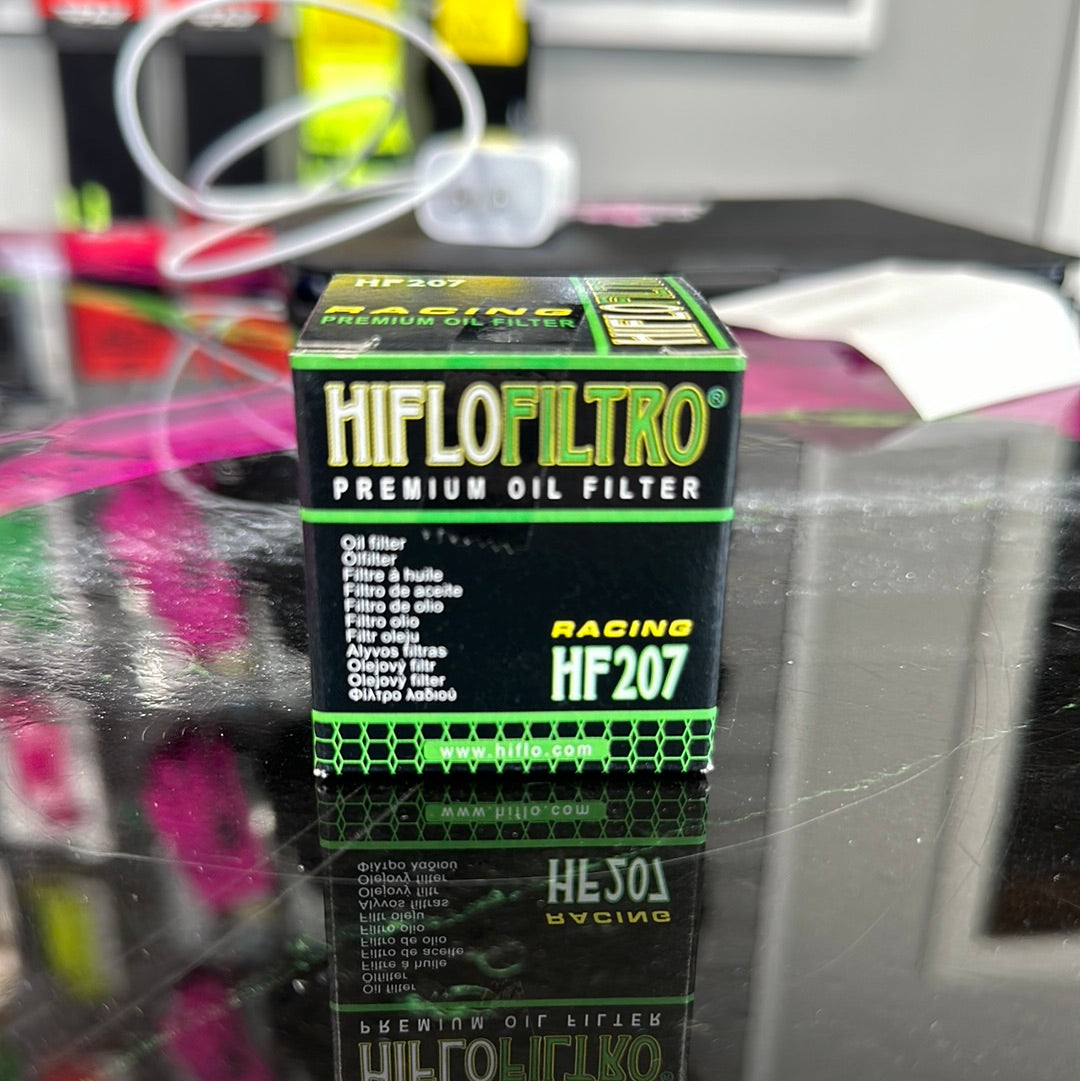 HF207
RACING
PREMIUM OIL FILTER
HIFLOFILTRO
HIFLOFILTRO®
PREMIUM OIL FILTER
Oil filter
Ölfilter
Filtre à huile
Filtro de aceite
Filtro de olio
Filtro olio
Filtr oleju
Alyvos filtras
Olejový filtr
Olejový filter
Φίλτρο λαδιού
RACING
HF207
www.hiflo.com